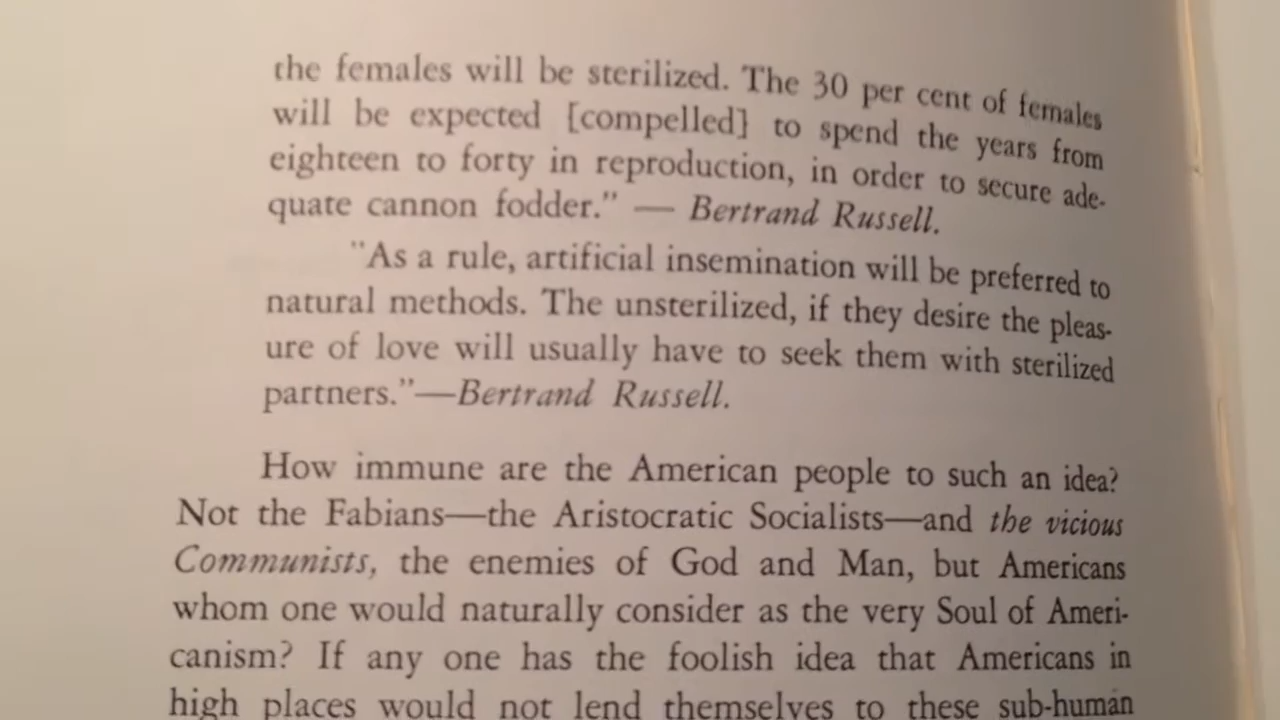 the females will be sterilized. The 30 per cent of females
will be expected [compelled] to spend the years from
eighteen to forty in reproduction, in order to secure ade-
quate cannon fodder." — Bertrand Russell.
"As a rule, artificial insemination will be preferred to
natural methods. The unsterilized, if they desire the pleas-
ure of love will usually have to seek them with sterilized
partners."—Bertrand Russell.
How immune are the American people to such an idea?
Not the Fabians—the Aristocratic Socialists—and the vicious
Communists, the enemies of God and Man, but Americans
whom one would naturally consider as the very Soul of Ameri-
canism? If any one has the foolish idea that Americans in
high places would not lend themselves to these sub-human